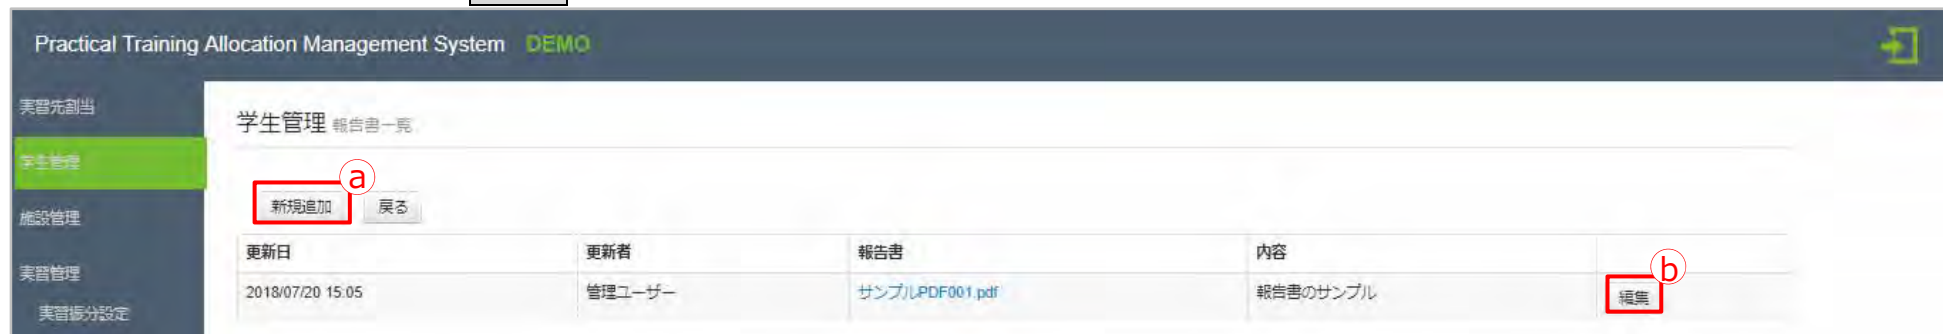 Practical Training Allocation Management System DEMO
実習先割当
学生管理 報告書一覧
学生管理
ⓐ
新規追加 戻る
施設管理
更新日 更新者 報告書 内容
ⓑ
実習管理
2018/07/20 15:05 管理ユーザー サンプルPDF001.pdf 報告書のサンプル 編集
実習振分設定